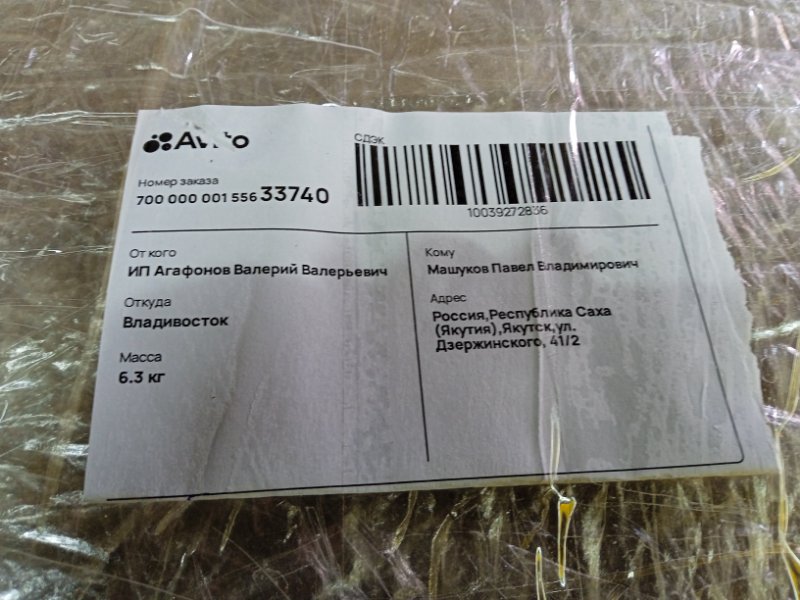 Avito
СДЭК
Номер заказа
700 000 001 556 33740
10039272836
От кого
ИП Агафонов Валерий Валерьевич
Откуда
Владивосток
Масса
6.3 кг
Кому
Машуков Павел Владимирович
Адрес
Россия,Республика Саха
(Якутия),Якутск,ул.
Дзержинского, 41/2